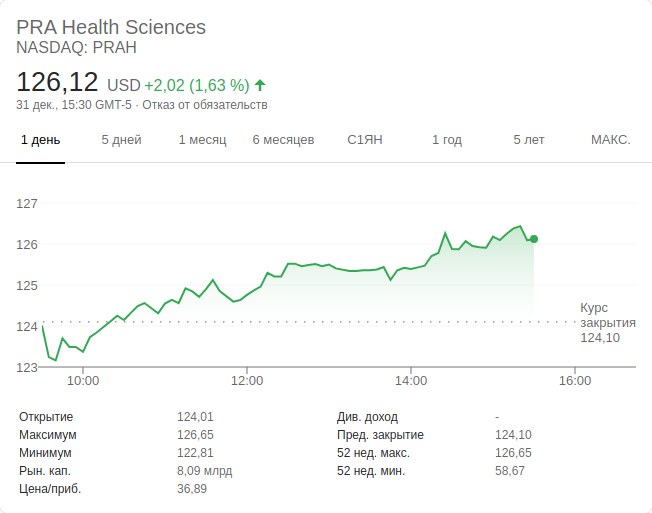 PRA Health Sciences
NASDAQ: PRAH
126,12 USD +2,02 (1,63 %)
31 дек., 15:30 GMT-5 · Отказ от обязательств
1 день 5 дней 1 месяц 6 месяцев С1ЯН 1 год 5 лет МАКС.
127
126
125
124
123
Курс
закрытия
124,10
10:00 12:00 14:00 16:00
Открытие 124,01 Див. доход -
Максимум 126,65 Пред. закрытие 124,10
Минимум 122,81 52 нед. макс. 126,65
Рын. кап. 8,09 млрд 52 нед. мин. 58,67
Цена/приб. 36,89